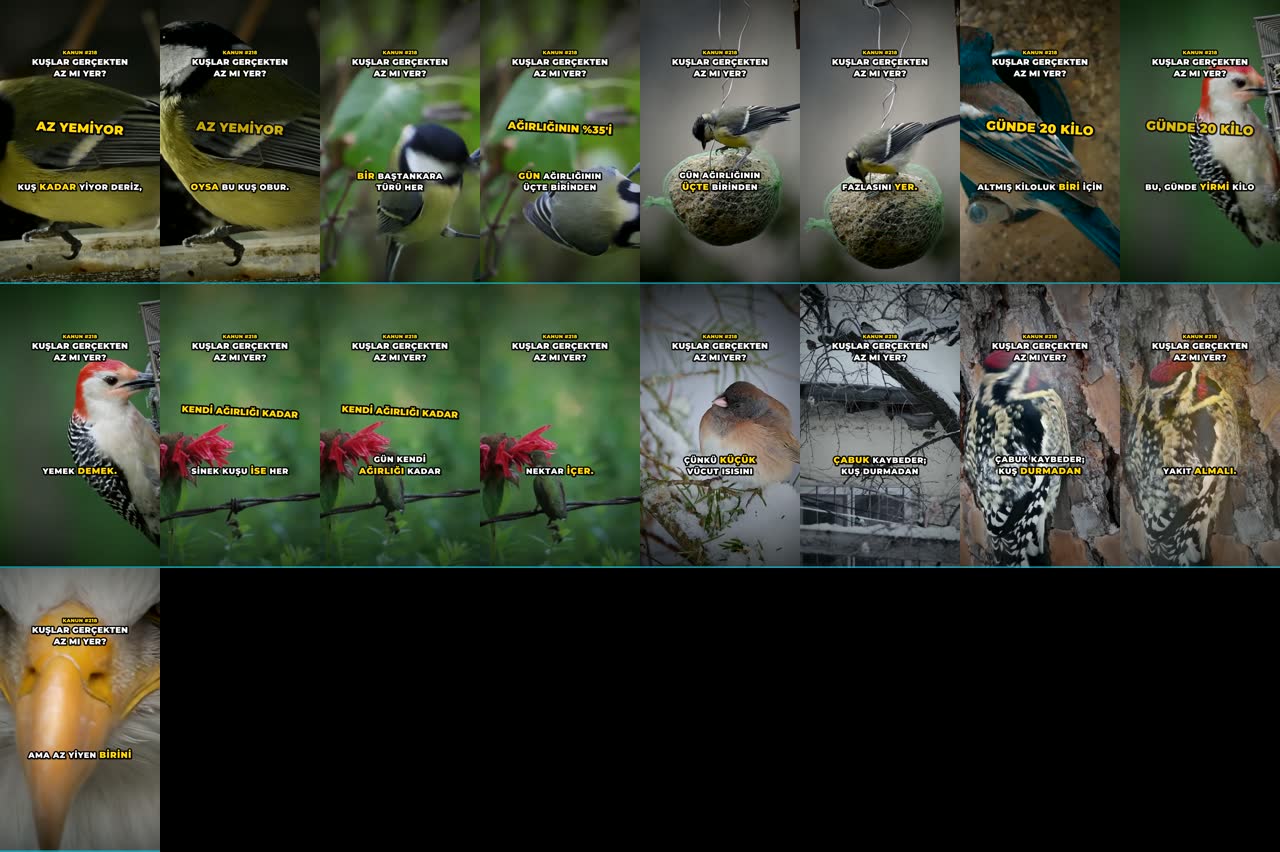 KANUN #218
KUŞLAR GERÇEKTEN
AZ MI YER?
AZ YEMİYOR
KUŞ KADAR YİYOR DERİZ,
KANUN #218
KUŞLAR GERÇEKTEN
AZ MI YER?
AZ YEMİYOR
OYSA BU KUŞ OBUR.
KANUN #218
KUŞLAR GERÇEKTEN
AZ MI YER?
BİR BAŞTANKARA
TÜRÜ HER
KANUN #218
KUŞLAR GERÇEKTEN
AZ MI YER?
AĞIRLIĞININ %35'İ
GÜN AĞIRLIĞININ
ÜÇTE BİRİNDEN
KANUN #218
KUŞLAR GERÇEKTEN
AZ MI YER?
GÜN AĞIRLIĞININ
ÜÇTE BİRİNDEN
KANUN #218
KUŞLAR GERÇEKTEN
AZ MI YER?
FAZLASINI YER.
KANUN #218
KUŞLAR GERÇEKTEN
AZ MI YER?
GÜNDE 20 KİLO
ALTMIŞ KİLOLUK BİRİ İÇİN
KANUN #218
KUŞLAR GERÇEKTEN
AZ MI YER?
GÜNDE 20 KİLO
BU, GÜNDE YİRMİ KİLO
KANUN #218
KUŞLAR GERÇEKTEN
AZ MI YER?
YEMEK DEMEK.
KANUN #218
KUŞLAR GERÇEKTEN
AZ MI YER?
KENDİ AĞIRLIĞI KADAR
SİNEK KUŞU İSE HER
KANUN #218
KUŞLAR GERÇEKTEN
AZ MI YER?
KENDİ AĞIRLIĞI KADAR
GÜN KENDİ
AĞIRLIĞI KADAR
KANUN #218
KUŞLAR GERÇEKTEN
AZ MI YER?
NEKTAR İÇER.
KANUN #218
KUŞLAR GERÇEKTEN
AZ MI YER?
ÇÜNKÜ KÜÇÜK
VÜCUT ISISINI
KANUN #218
KUŞLAR GERÇEKTEN
AZ MI YER?
ÇABUK KAYBEDER;
KUŞ DURMADAN
KANUN #218
KUŞLAR GERÇEKTEN
AZ MI YER?
ÇABUK KAYBEDER;
KUŞ DURMADAN
KANUN #218
KUŞLAR GERÇEKTEN
AZ MI YER?
YAKIT ALMALI.
KANUN #218
KUŞLAR GERÇEKTEN
AZ MI YER?
AMA AZ YİYEN BİRİNİ